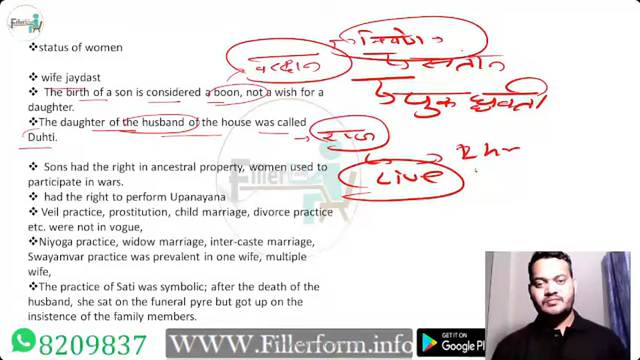 Fillerform
status of women
wife jaydast
The birth of a son is considered a boon, not a wish for a
daughter.
The daughter of the husband of the house was called
Duhti.
Sons had the right in ancestral property, women used to
participate in wars.
had the right to perform Upanayana
Veil practice, prostitution, child marriage, divorce practice
etc. were not in vogue,
Niyoga practice, widow marriage, inter-caste marriage,
Swayamvar practice was prevalent in one wife, multiple
wife,
The practice of Sati was symbolic; after the death of the
husband, she sat on the funeral pyre but got up on the
insistence of the family members.
वरदान
Live
2 hr
8209837
www.Fillerform.info
GET IT ON
Google Pl